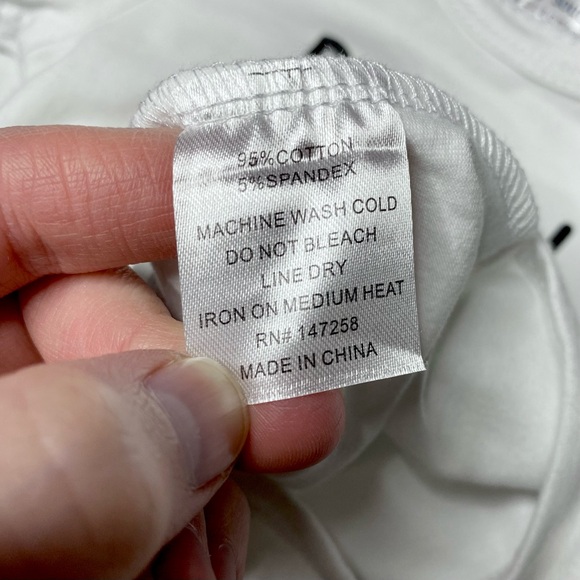 95%COTTON
5%SPANDEX
MACHINE WASH COLD
DO NOT BLEACH
LINE DRY
IRON ON MEDIUM HEAT
RN# 147258
MADE IN CHINA